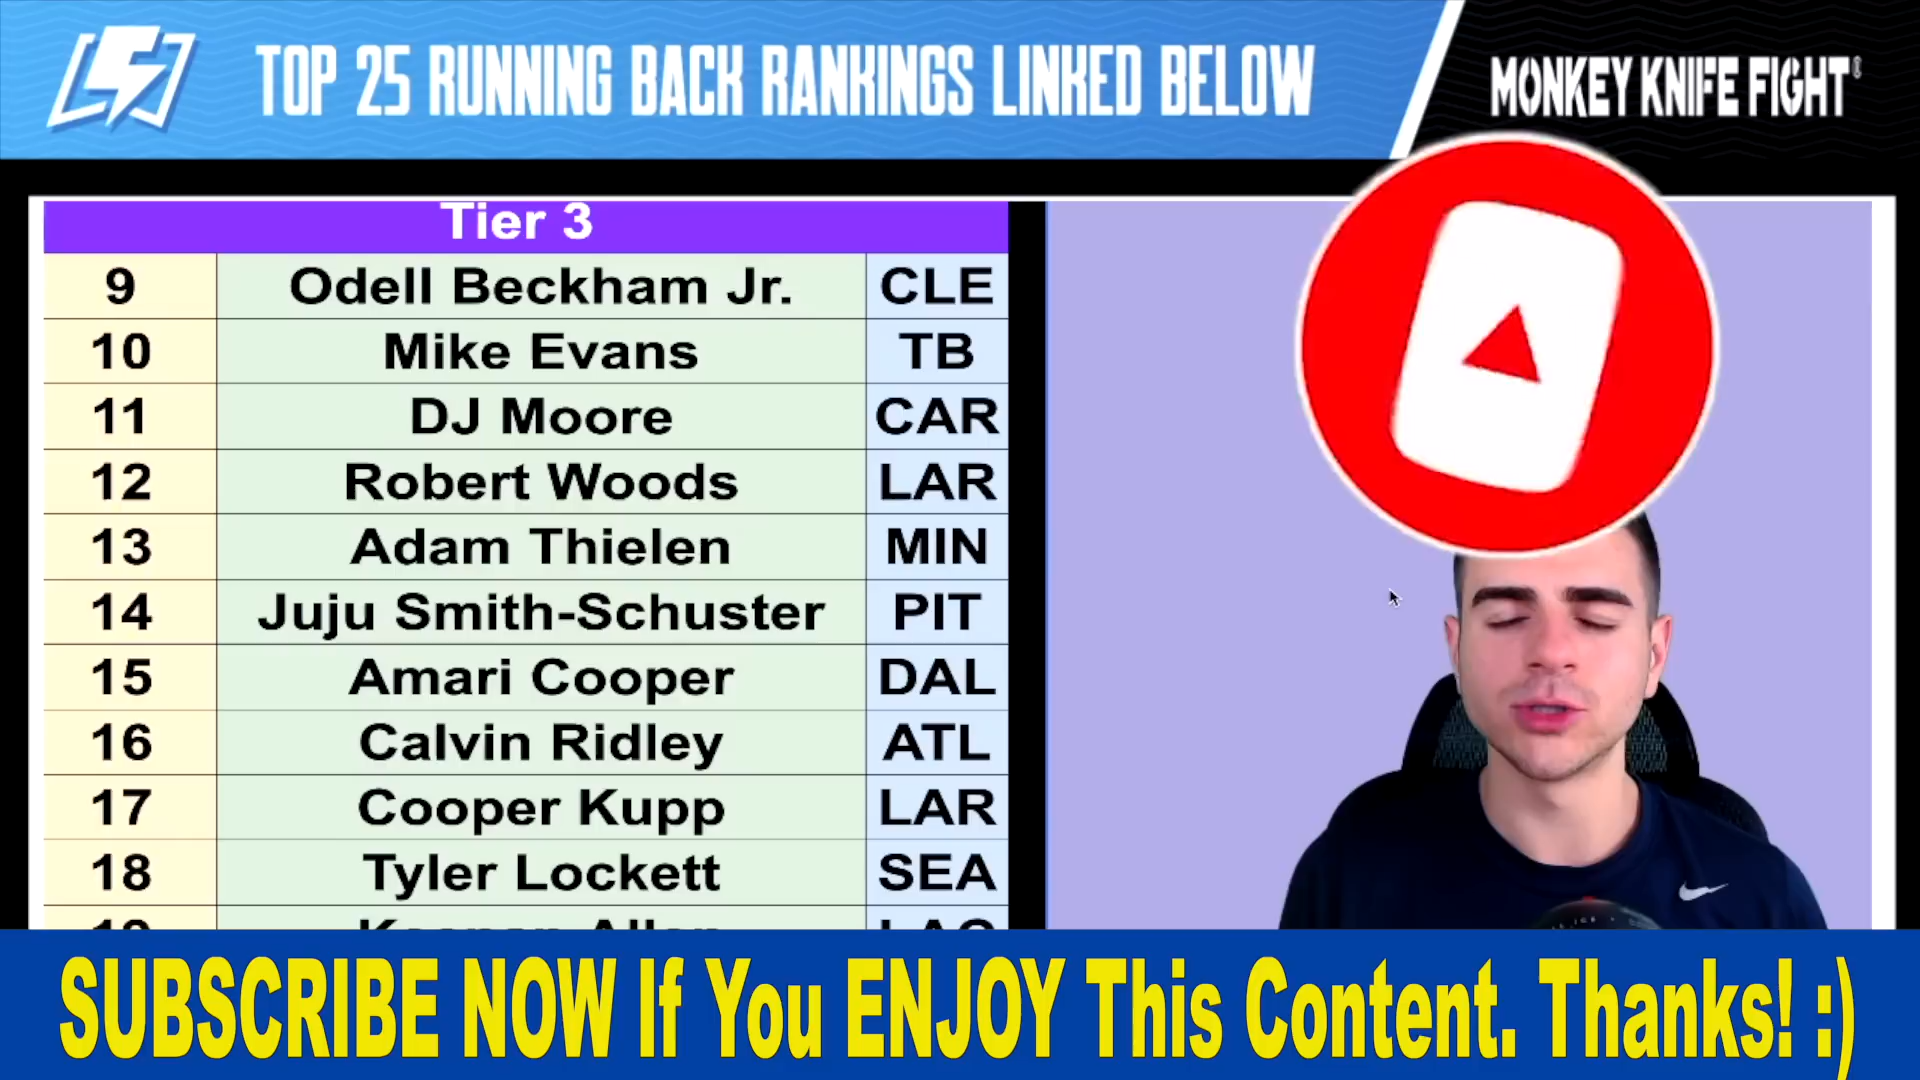 TOP 25 RUNNING BACK RANKINGS LINKED BELOW
MONKEY KNIFE FIGHT
Tier 3
9 Odell Beckham Jr. CLE
10 Mike Evans TB
11 DJ Moore CAR
12 Robert Woods LAR
13 Adam Thielen MIN
14 Juju Smith-Schuster PIT
15 Amari Cooper DAL
16 Calvin Ridley ATL
17 Cooper Kupp LAR
18 Tyler Lockett SEA
SUBSCRIBE NOW If You ENJOY This Content. Thanks! :)